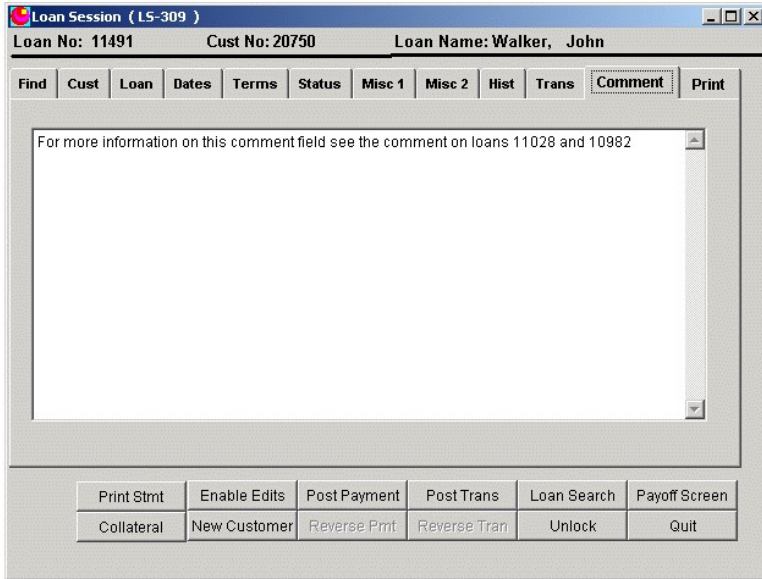 Loan Session ( LS-309 )
Loan No: 11491 Cust No: 20750 Loan Name: Walker, John
Find Cust Loan Dates Terms Status Misc 1 Misc 2 Hist Trans Comment Print
For more information on this comment field see the comment on loans 11028 and 10982
Print Stmt Enable Edits Post Payment Post Trans Loan Search Payoff Screen
Collateral New Customer Reverse Pmt Reverse Tran Unlock Quit